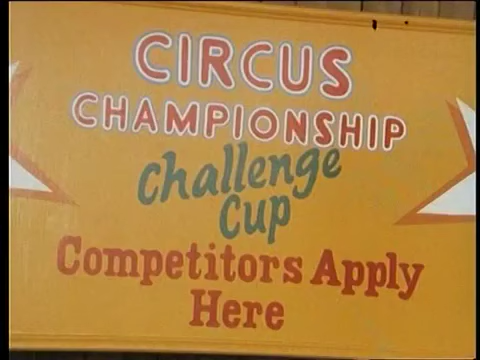 CIRCUS
CHAMPIONSHIP
Challenge
Cup
Competitors Apply
Here